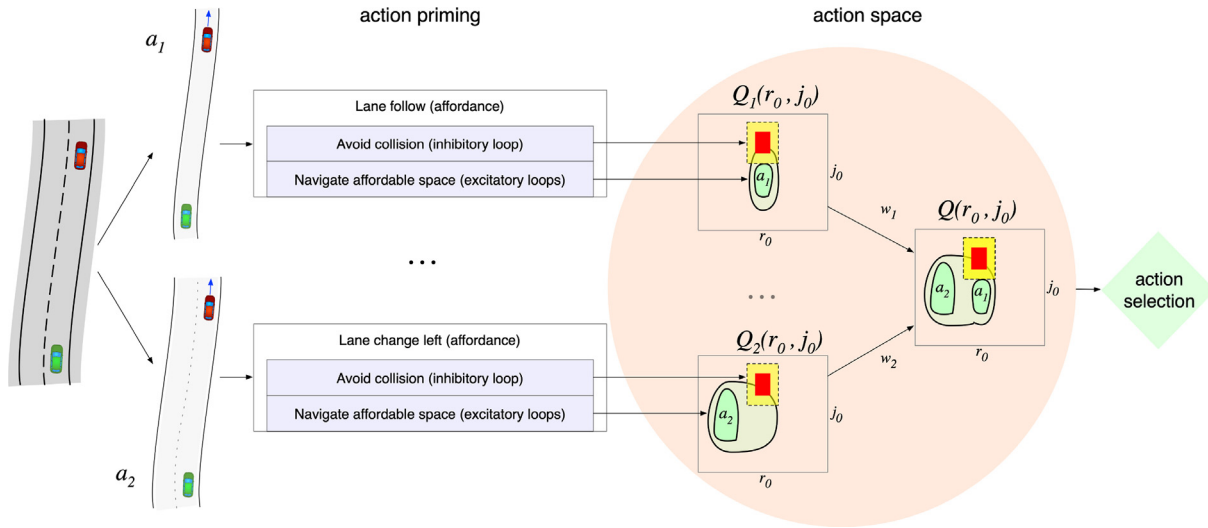 action priming
action space
a1
Lane follow (affordance)
Avoid collision (inhibitory loop)
Navigate affordable space (excitatory loops)
Q1(r0 , j0)
a1
j0
r0
w1
...
...
Q(r0 , j0)
a2
a1
j0
r0
action
selection
a2
Lane change left (affordance)
Avoid collision (inhibitory loop)
Navigate affordable space (excitatory loops)
Q2(r0 , j0)
a2
j0
r0
w2